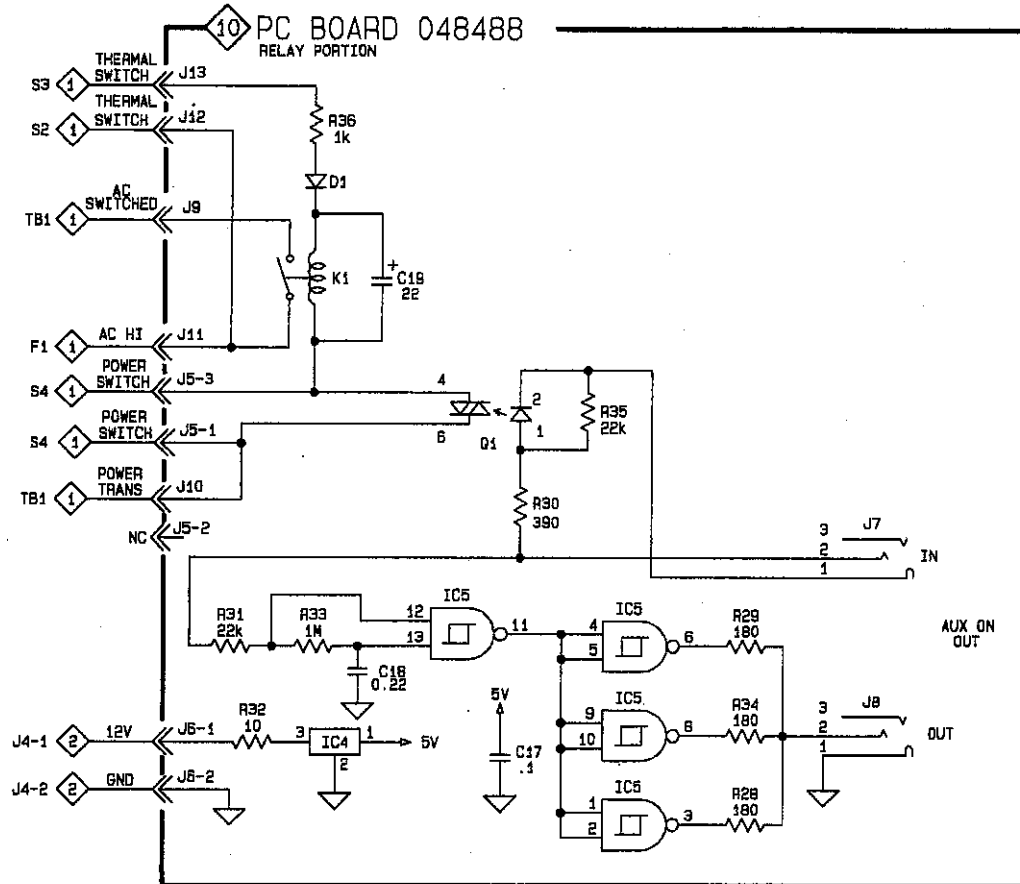 10 PC BOARD 048488
RELAY PORTION
S3 1 THERMAL SWITCH J13
S2 1 THERMAL SWITCH J12
R36
1k
D1
TB1 1 AC SWITCHED J9
K1
+
C19
22
F1 1 AC HI J11
S4 1 POWER SWITCH J5-3
S4 1 POWER SWITCH J5-1
TB1 1 POWER TRANS J10
NC J5-2
4
6
Q1
2
1
R35
22k
R30
390
3 J7
2 IN
1
R31
22k
R33
1M
12
13
IC5
11
C18
0.22
4
5
IC5
6
R29
180
AUX ON
OUT
9
10
IC5
8
R34
180
3 J8
2 OUT
1
1
2
IC5
3
R28
180
J4-1 2 12V J6-1
R32
10
3 IC4 1 5V
2
5V
C17
.1
J4-2 2 GND J6-2